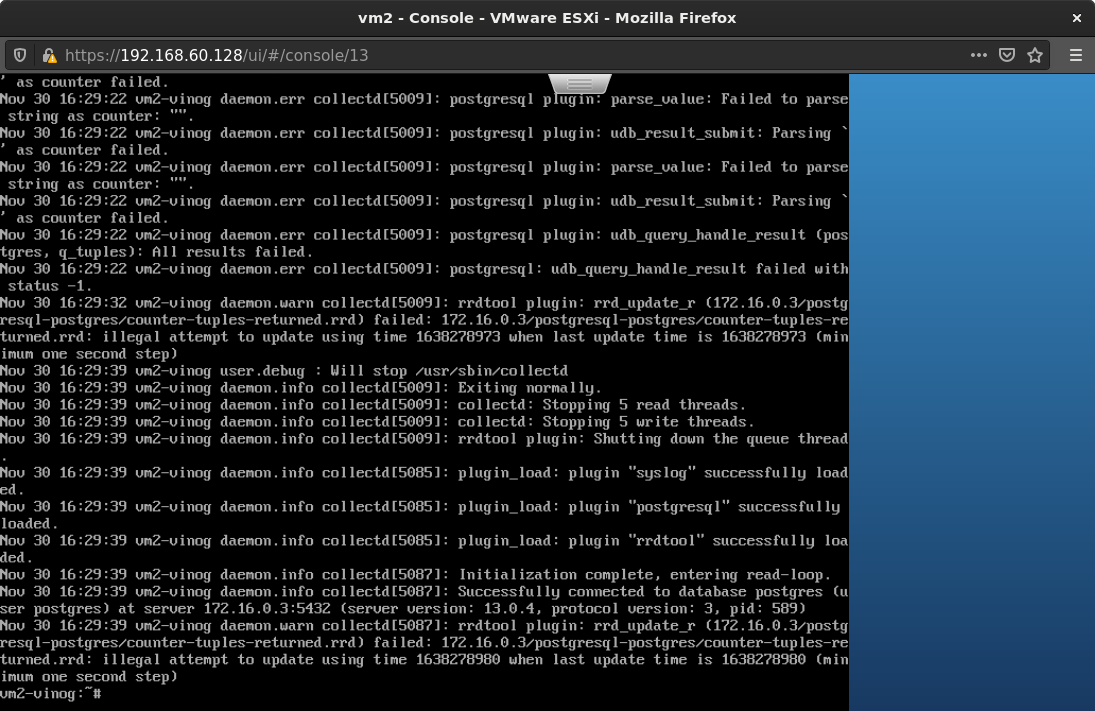 vm2 - Console - VMware ESXi - Mozilla Firefox
https://192.168.60.128/ui/#/console/13
' as counter failed.
Nov 30 16:29:22 vm2-vinog daemon.err collectd[5009]: postgresql plugin: parse_value: Failed to parse
 string as counter: "".
Nov 30 16:29:22 vm2-vinog daemon.err collectd[5009]: postgresql plugin: udb_result_submit: Parsing `
' as counter failed.
Nov 30 16:29:22 vm2-vinog daemon.err collectd[5009]: postgresql plugin: parse_value: Failed to parse
 string as counter: "".
Nov 30 16:29:22 vm2-vinog daemon.err collectd[5009]: postgresql plugin: udb_result_submit: Parsing `
' as counter failed.
Nov 30 16:29:22 vm2-vinog daemon.err collectd[5009]: postgresql plugin: udb_query_handle_result (pos
tgres, q_tuples): All results failed.
Nov 30 16:29:22 vm2-vinog daemon.err collectd[5009]: postgresql: udb_query_handle_result failed with
 status -1.
Nov 30 16:29:32 vm2-vinog daemon.warn collectd[5009]: rrdtool plugin: rrd_update_r (172.16.0.3/postg
resql-postgres/counter-tuples-returned.rrd) failed: 172.16.0.3/postgresql-postgres/counter-tuples-re
turned.rrd: illegal attempt to update using time 1638278973 when last update time is 1638278973 (min
imum one second step)
Nov 30 16:29:39 vm2-vinog user.debug : Will stop /usr/sbin/collectd
Nov 30 16:29:39 vm2-vinog daemon.info collectd[5009]: Exiting normally.
Nov 30 16:29:39 vm2-vinog daemon.info collectd[5009]: collectd: Stopping 5 read threads.
Nov 30 16:29:39 vm2-vinog daemon.info collectd[5009]: collectd: Stopping 5 write threads.
Nov 30 16:29:39 vm2-vinog daemon.info collectd[5009]: rrdtool plugin: Shutting down the queue thread
.
Nov 30 16:29:39 vm2-vinog daemon.info collectd[5085]: plugin_load: plugin "syslog" successfully load
ed.
Nov 30 16:29:39 vm2-vinog daemon.info collectd[5085]: plugin_load: plugin "postgresql" successfully
loaded.
Nov 30 16:29:39 vm2-vinog daemon.info collectd[5085]: plugin_load: plugin "rrdtool" successfully loa
ded.
Nov 30 16:29:39 vm2-vinog daemon.info collectd[5087]: Initialization complete, entering read-loop.
Nov 30 16:29:39 vm2-vinog daemon.info collectd[5087]: Successfully connected to database postgres (u
ser postgres) at server 172.16.0.3:5432 (server version: 13.0.4, protocol version: 3, pid: 589)
Nov 30 16:29:39 vm2-vinog daemon.warn collectd[5087]: rrdtool plugin: rrd_update_r (172.16.0.3/postg
resql-postgres/counter-tuples-returned.rrd) failed: 172.16.0.3/postgresql-postgres/counter-tuples-re
turned.rrd: illegal attempt to update using time 1638278980 when last update time is 1638278980 (min
imum one second step)
vm2-vinog:~#